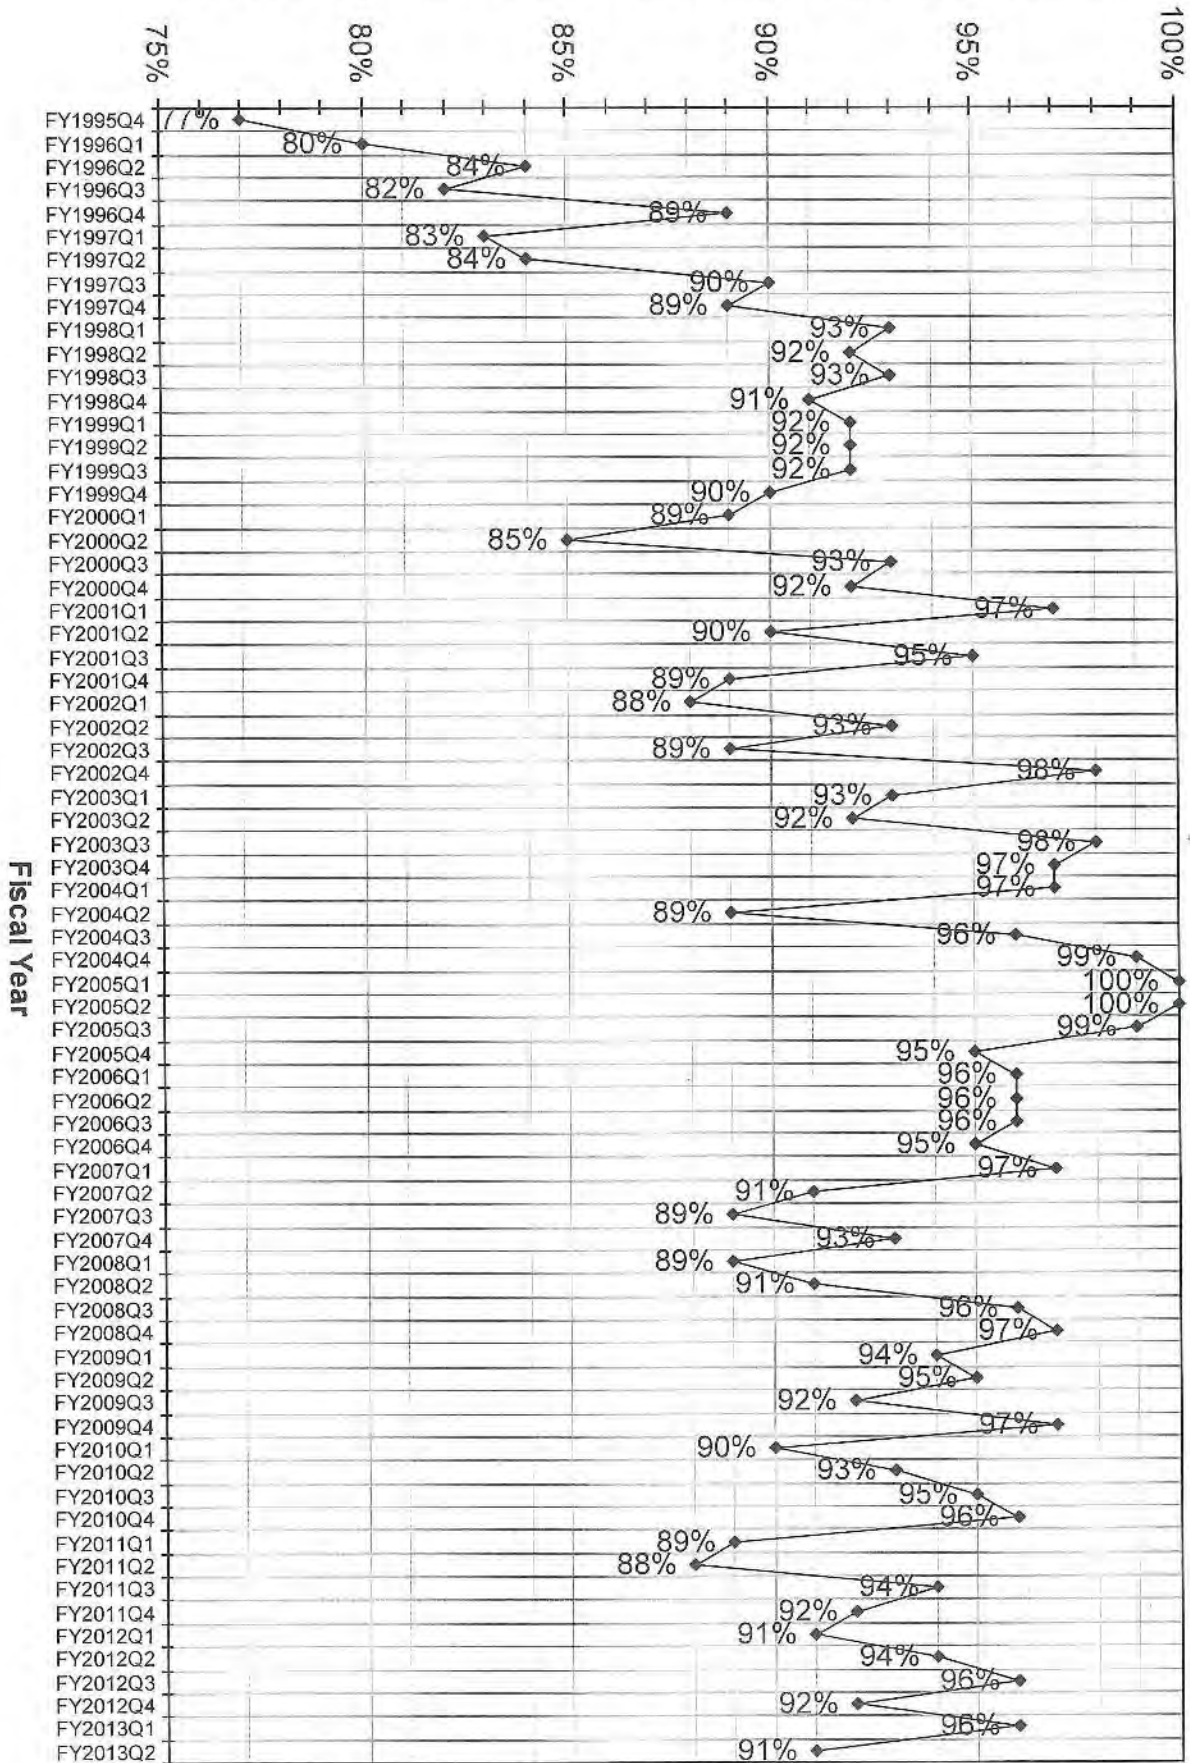 75%
80%
85%
90%
95%
100%
FY1995Q4 77%
FY1996Q1 80%
FY1996Q2 84%
FY1996Q3 82%
FY1996Q4 89%
FY1997Q1 83%
FY1997Q2 84%
FY1997Q3 90%
FY1997Q4 89%
FY1998Q1 93%
FY1998Q2 92%
FY1998Q3 93%
FY1998Q4 91%
FY1999Q1 92%
FY1999Q2 92%
FY1999Q3 92%
FY1999Q4 90%
FY2000Q1 89%
FY2000Q2 85%
FY2000Q3 93%
FY2000Q4 92%
FY2001Q1 97%
FY2001Q2 90%
FY2001Q3 95%
FY2001Q4 89%
FY2002Q1 88%
FY2002Q2 93%
FY2002Q3 89%
FY2002Q4 98%
FY2003Q1 93%
FY2003Q2 92%
FY2003Q3 98%
FY2003Q4 97%
FY2004Q1 97%
FY2004Q2 89%
FY2004Q3 96%
FY2004Q4 99%
FY2005Q1 100%
FY2005Q2 100%
FY2005Q3 99%
FY2005Q4 95%
FY2006Q1 96%
FY2006Q2 96%
FY2006Q3 96%
FY2006Q4 95%
FY2007Q1 97%
FY2007Q2 91%
FY2007Q3 89%
FY2007Q4 93%
FY2008Q1 89%
FY2008Q2 91%
FY2008Q3 96%
FY2008Q4 97%
FY2009Q1 94%
FY2009Q2 95%
FY2009Q3 92%
FY2009Q4 97%
FY2010Q1 90%
FY2010Q2 93%
FY2010Q3 95%
FY2010Q4 96%
FY2011Q1 89%
FY2011Q2 88%
FY2011Q3 94%
FY2011Q4 92%
FY2012Q1 91%
FY2012Q2 94%
FY2012Q3 96%
FY2012Q4 92%
FY2013Q1 96%
FY2013Q2 91%
Fiscal Year